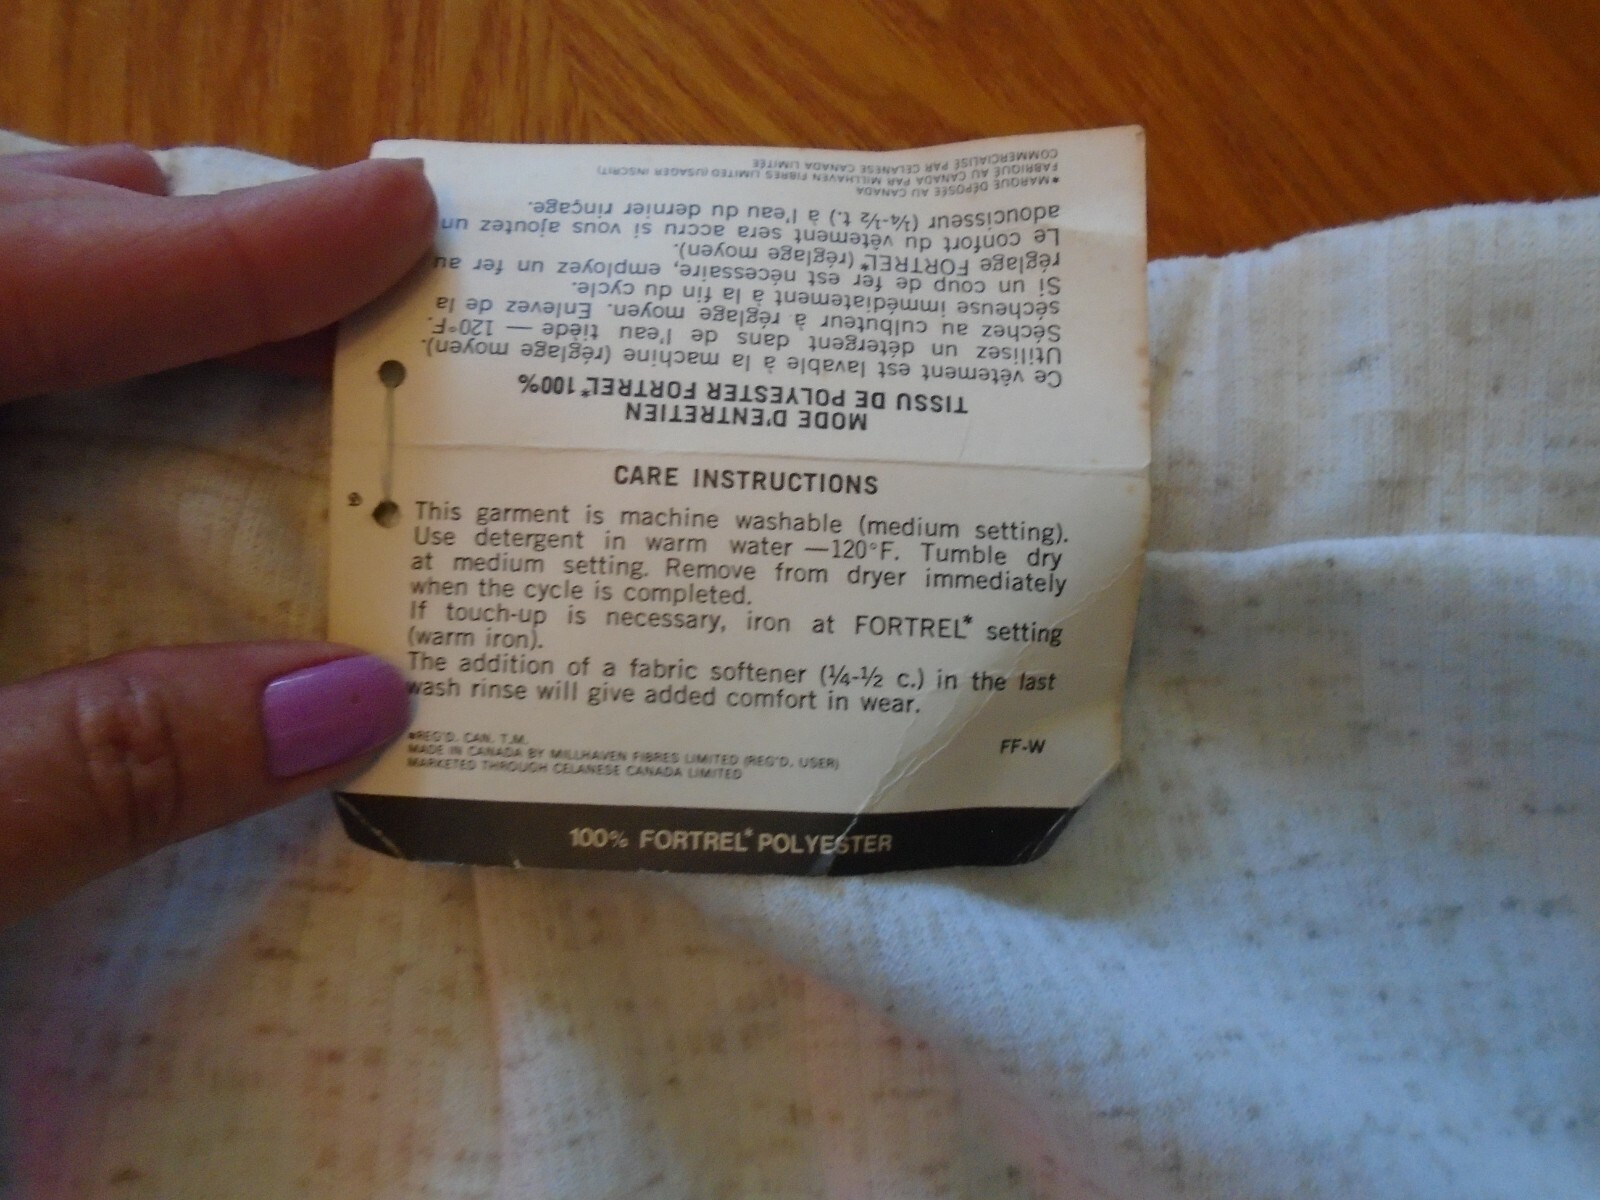 MODE D'ENTRETIEN
TISSU DE POLYESTER FORTREL* 100%
Ce vêtement est lavable à la machine (réglage moyen).
Utilisez un détergent dans de l'eau tiède — 120°F.
Séchez au culbuteur à réglage moyen. Enlevez de la
sécheuse immédiatement à la fin du cycle.
Si un coup de fer est nécessaire, employez un fer au
réglage FORTREL* (réglage moyen).
Le confort du vêtement sera accru si vous ajoutez un
adoucisseur (¼-½ t.) à l'eau du dernier rinçage.
*MARQUE DÉPOSÉE AU CANADA
FABRIQUÉ AU CANADA PAR MILLHAVEN FIBRES LIMITED (USAGER INSCRIT)
COMMERCIALISÉ PAR CELANESE CANADA LIMITÉE
CARE INSTRUCTIONS
This garment is machine washable (medium setting).
Use detergent in warm water —120°F. Tumble dry
at medium setting. Remove from dryer immediately
when the cycle is completed.
If touch-up is necessary, iron at FORTREL* setting
(warm iron).
The addition of a fabric softener (¼-½ c.) in the last
wash rinse will give added comfort in wear.
*REG'D. CAN. T.M.
MADE IN CANADA BY MILLHAVEN FIBRES LIMITED (REG'D. USER)
MARKETED THROUGH CELANESE CANADA LIMITED
FF-W
100% FORTREL* POLYESTER